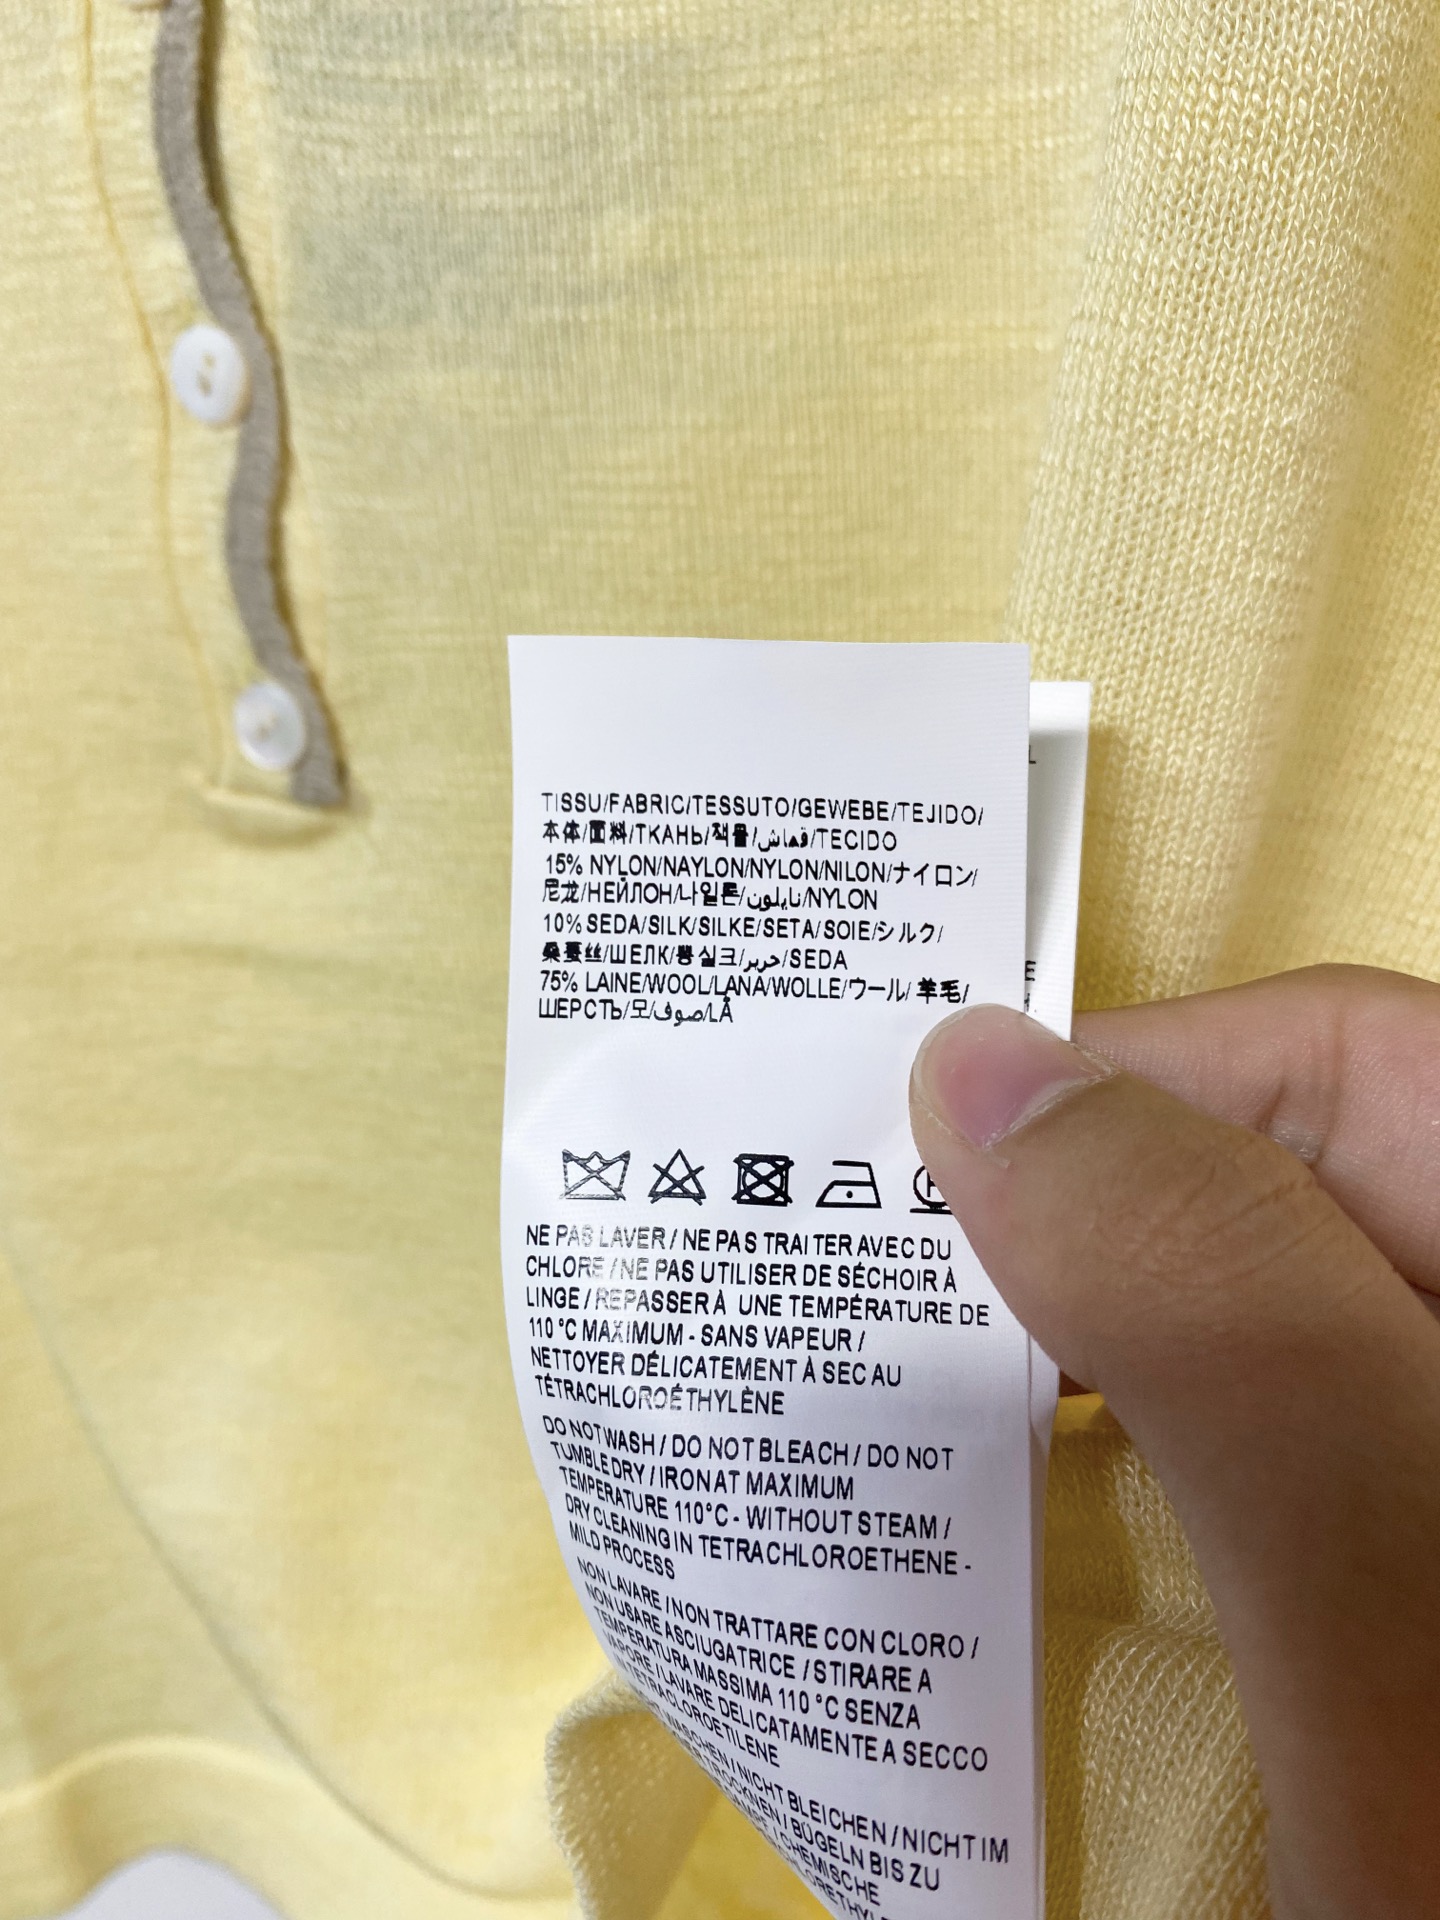 TISSU/FABRIC/TESSUTO/GEWEBE/TEJIDO/
本体/面料/ТКАНЬ/직물/قماش/TECIDO
15% NYLON/NAYLON/NYLON/NILON/ナイロン/
尼龙/НЕЙЛОН/나일론/نايلون/NYLON
10% SEDA/SILK/SILKE/SETA/SOIE/シルク/
桑蚕丝/ШЕЛК/뽕실크/حرير/SEDA
75% LAINE/WOOL/LANA/WOLLE/ウール/羊毛/
ШЕРСТЬ/모/صوف/LÃ
P
NE PAS LAVER / NE PAS TRAITER AVEC DU
CHLORE / NE PAS UTILISER DE SÉCHOIR À
LINGE / REPASSER À UNE TEMPÉRATURE DE
110 °C MAXIMUM - SANS VAPEUR /
NETTOYER DÉLICATEMENT À SEC AU
TÉTRACHLOROÉTHYLÈNE
DO NOT WASH / DO NOT BLEACH / DO NOT
TUMBLE DRY / IRON AT MAXIMUM
TEMPERATURE 110°C - WITHOUT STEAM /
DRY CLEANING IN TETRACHLOROETHENE -
MILD PROCESS
NON LAVARE / NON TRATTARE CON CLORO /
NON USARE ASCIUGATRICE / STIRARE A
TEMPERATURA MASSIMA 110 °C SENZA
VAPORE / LAVARE DELICATAMENTE A SECCO
IN TETRACLOROETILENE
WASCHEN / NICHT BLEICHEN / NICHT IM
TROCKNEN / BÜGELN BIS ZU
/ CHEMISCHE